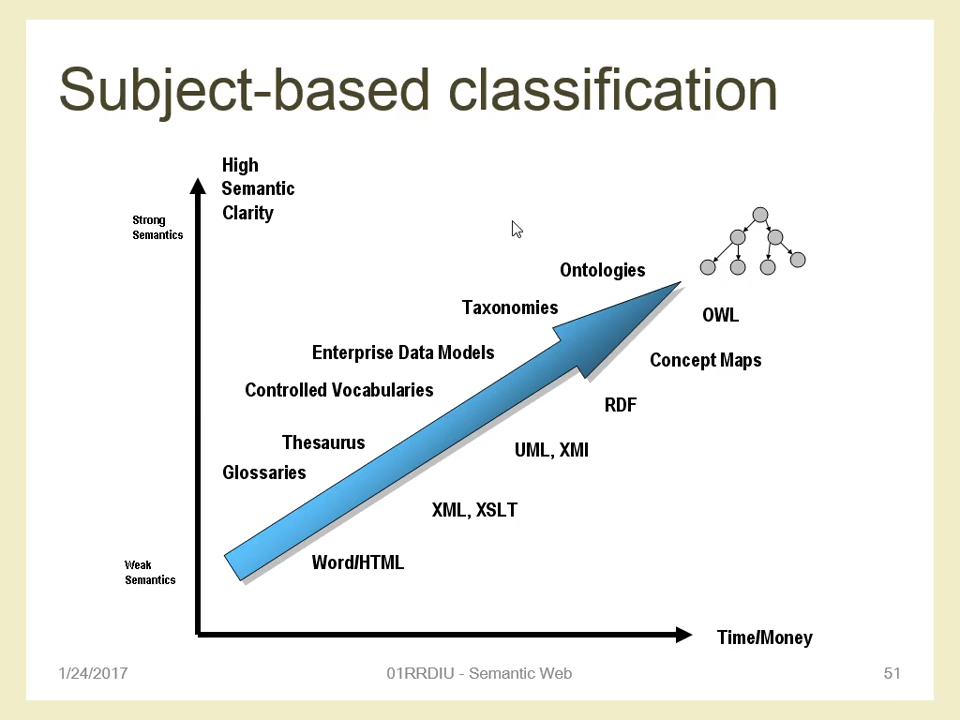 Subject-based classification
High
Semantic
Clarity
Strong
Semantics
Ontologies
Taxonomies
OWL
Enterprise Data Models
Concept Maps
Controlled Vocabularies
RDF
Thesaurus
UML, XMI
Glossaries
XML, XSLT
Word/HTML
Weak
Semantics
Time/Money
1/24/2017
01RRDIU - Semantic Web
51